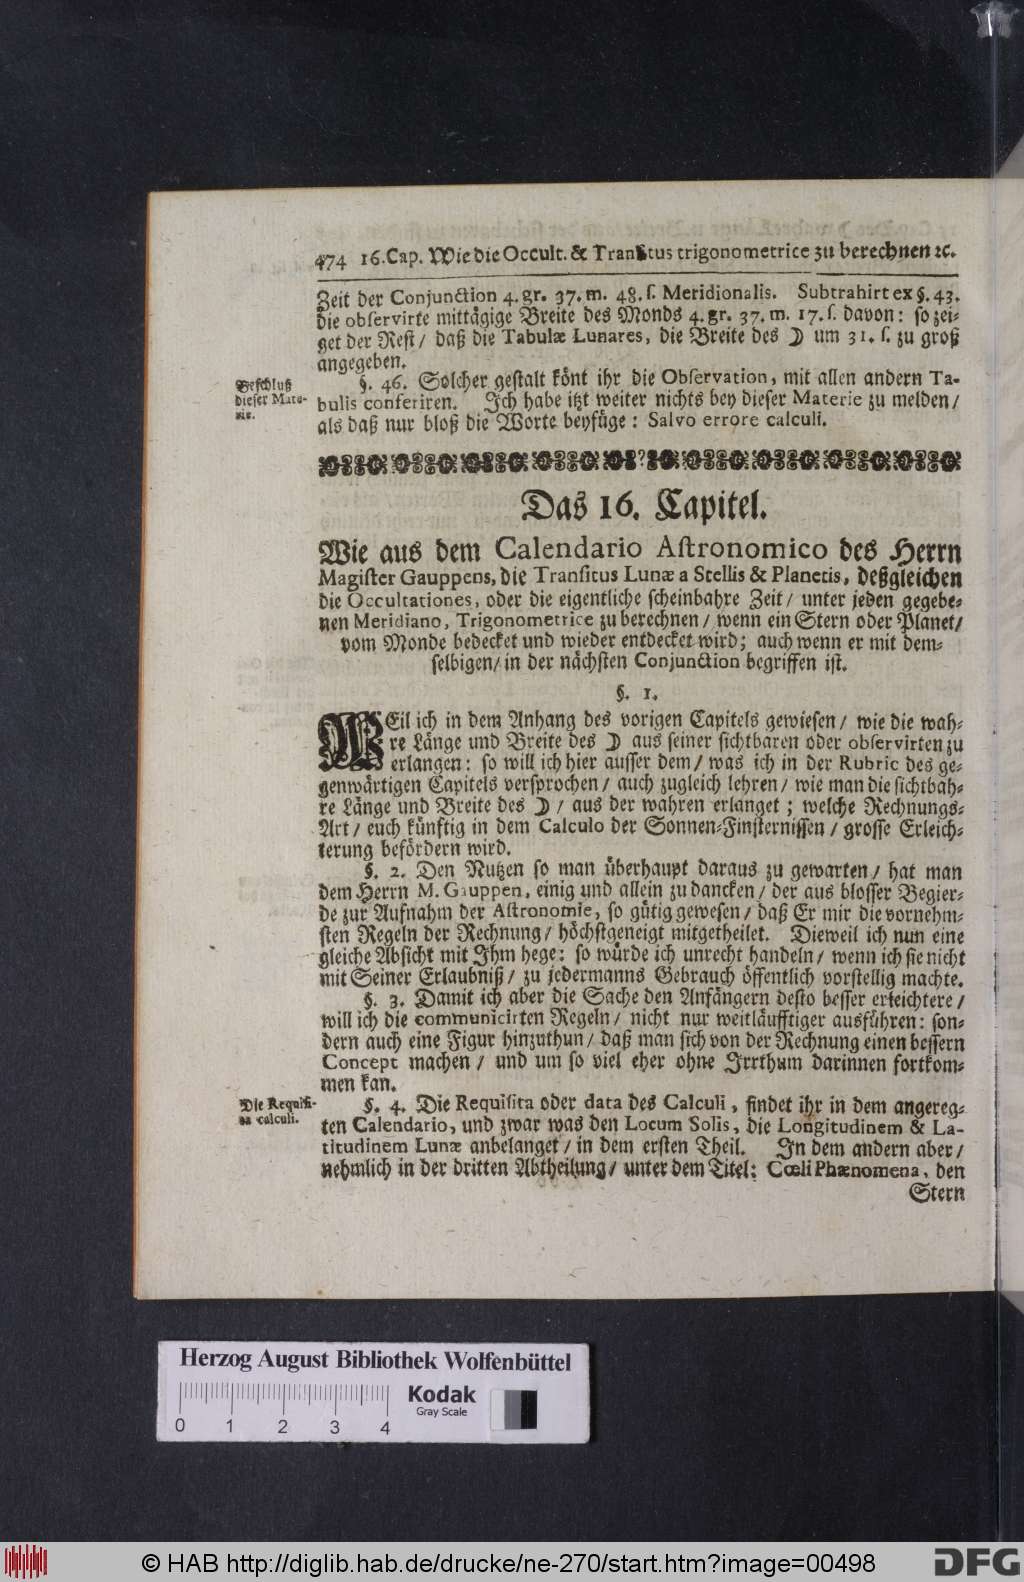 474 16. Cap. Wie die Occult. & Transitus trigonometrice zu berechnen ꝛc.
Zeit der Conjunction 4. gr. 37. m. 48. s. Meridionalis. Subtrahirt ex §. 43.
die observirte mittägige Breite des Monds 4. gr. 37. m. 17. s. davon: so zei-
get der Rest / daß die Tabulæ Lunares, die Breite des ☽ um 31. s. zu groß
angegeben.
Beschluß
dieser Mate-
rie.
§. 46. Solcher gestalt könt ihr die Observation, mit allen andern Ta-
bulis conferiren. Ich habe itzt weiter nichts bey dieser Materie zu melden /
als daß nur bloß die Worte beyfüge: Salvo errore calculi.
Das 16. Capitel.
Wie aus dem Calendario Astronomico des Herrn
Magister Gauppens, die Transitus Lunæ a Stellis & Planetis, deßgleichen
die Occultationes, oder die eigentliche scheinbahre Zeit / unter jeden gegebe-
nen Meridiano, Trigonometrice zu berechnen / wenn ein Stern oder Planet /
vom Monde bedecket und wieder entdecket wird; auch wenn er mit dem-
selbigen / in der nächsten Conjunction begriffen ist.
§. 1.
WEil ich in dem Anhang des vorigen Capitels gewiesen / wie die wah-
re Länge und Breite des ☽ aus seiner sichtbaren oder observirten zu
erlangen: so will ich hier ausser dem / was ich in der Rubric des ge-
genwärtigen Capitels versprochen / auch zugleich lehren / wie man die sichtbah-
re Länge und Breite des ☽ / aus der wahren erlanget; welche Rechnungs-
Art / euch künftig in dem Calculo der Sonnen-Finsternissen / grosse Erleich-
terung befördern wird.
§. 2. Den Nutzen so man überhaupt daraus zu gewarten / hat man
dem Herrn M. Gauppen, einig und allein zu dancken / der aus blosser Begier-
de zur Aufnahm der Astronomie, so gütig gewesen / daß Er mir die vornehm-
sten Regeln der Rechnung / höchstgeneigt mitgetheilet. Dieweil ich nun eine
gleiche Absicht mit Ihm hege: so würde ich unrecht handeln / wenn ich sie nicht
mit Seiner Erlaubniß / zu jedermanns Gebrauch öffentlich vorstellig machte.
§. 3. Damit ich aber die Sache den Anfängern desto besser erleichtere /
will ich die communicirten Regeln / nicht nur weitläufftiger ausführen: son-
dern auch eine Figur hinzuthun / daß man sich von der Rechnung einen bessern
Concept machen / und um so viel eher ohne Irrthum darinnen fortkom-
men kan.
Die Requisi-
ta calculi.
§. 4. Die Requisita oder data des Calculi, findet ihr in dem angereg-
ten Calendario, und zwar was den Locum Solis, die Longitudinem & La-
titudinem Lunæ anbelanget / in dem ersten Theil. In dem andern aber /
nehmlich in der dritten Abtheilung / unter dem Titel: Cœli Phænomena, den
Stern
Herzog August Bibliothek Wolfenbüttel
Kodak
Gray Scale
0 1 2 3 4
© HAB http://diglib.hab.de/drucke/ne-270/start.htm?image=00498
DFG